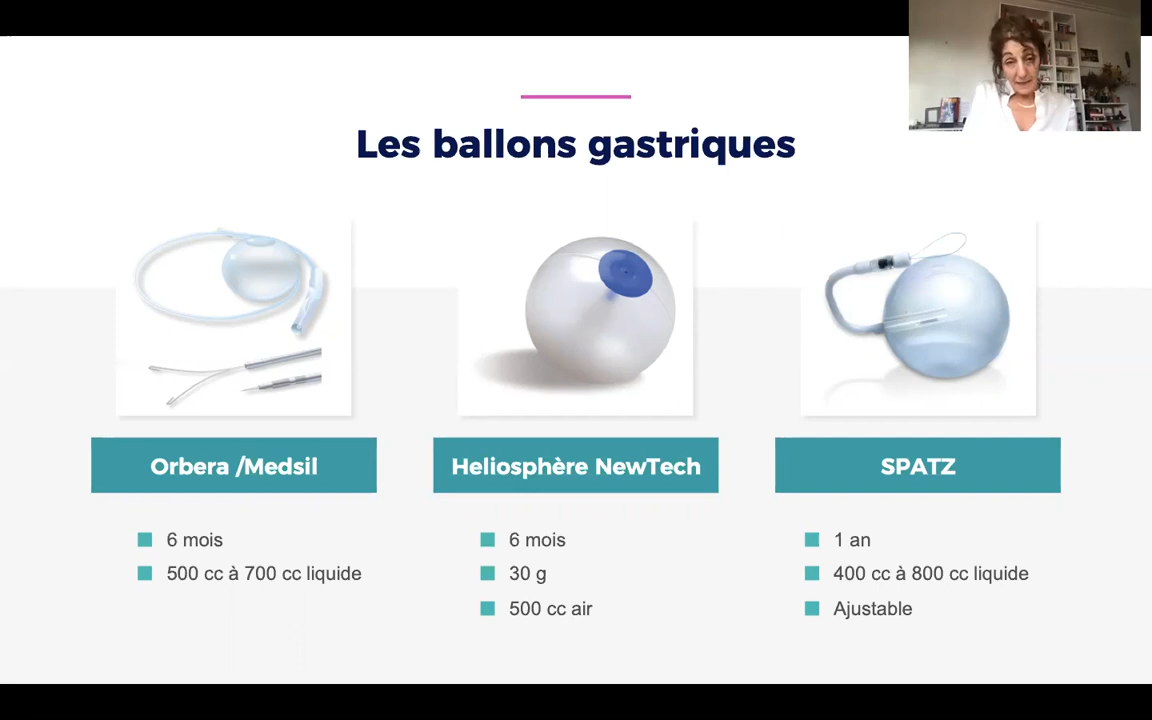 Les ballons gastriques
Orbera /Medsil
6 mois
500 cc à 700 cc liquide
Heliosphère NewTech
6 mois
30 g
500 cc air
SPATZ
1 an
400 cc à 800 cc liquide
Ajustable